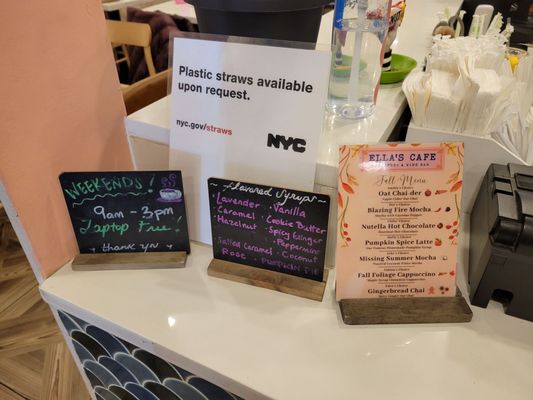 Plastic straws available
upon request.
nyc.gov/straws
NYC
WEEKENDS!
9am - 3pm
LAPTOP FREE!
thank you
Flavored Syrups
• Lavender • Vanilla
• Caramel • Cookie Butter
• Hazelnut • Spicy Ginger
• Peppermint
Salted Caramel • Coconut
Rose • Pumpkin Pie
ELLA'S CAFE
Fall Menu
Oat Chai-der
Blazing Fire Mocha
Nutella Hot Chocolate
Pumpkin Spice Latte
Missing Summer Mocha
Fall Foliage Cappuccino
Gingerbread Chai